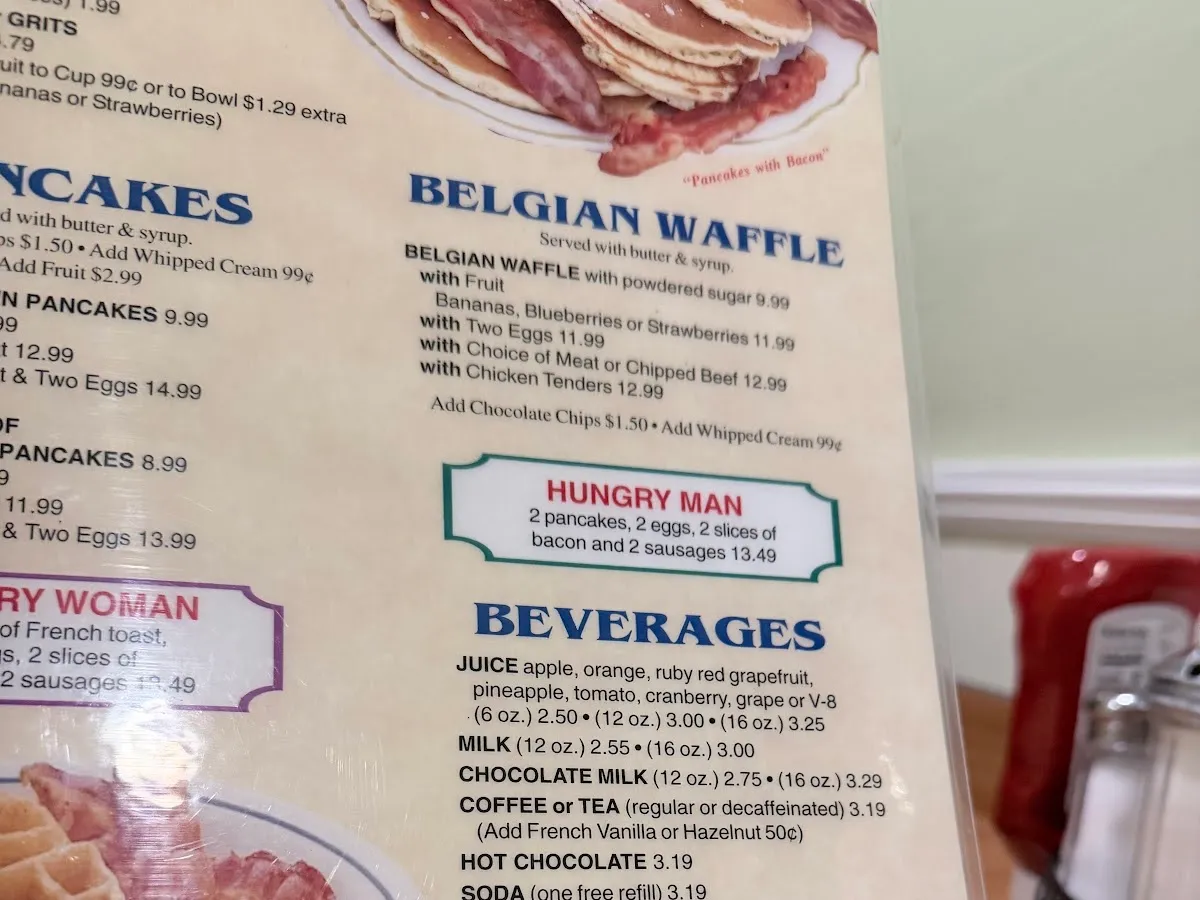 1.99
GRITS
.79
uit to Cup 99¢ or to Bowl $1.29 extra
nanas or Strawberries)
NCAKES
d with butter & syrup.
ps $1.50 • Add Whipped Cream 99¢
Add Fruit $2.99
N PANCAKES 9.99
99
t 12.99
t & Two Eggs 14.99
OF
PANCAKES 8.99
9
11.99
& Two Eggs 13.99
RY WOMAN
of French toast,
s, 2 slices of
2 sausages .49
"Pancakes with Bacon"
BELGIAN WAFFLE
Served with butter & syrup.
BELGIAN WAFFLE with powdered sugar 9.99
with Fruit
Bananas, Blueberries or Strawberries 11.99
with Two Eggs 11.99
with Choice of Meat or Chipped Beef 12.99
with Chicken Tenders 12.99
Add Chocolate Chips $1.50 • Add Whipped Cream 99¢
HUNGRY MAN
2 pancakes, 2 eggs, 2 slices of
bacon and 2 sausages 13.49
BEVERAGES
JUICE apple, orange, ruby red grapefruit,
pineapple, tomato, cranberry, grape or V-8
(6 oz.) 2.50 • (12 oz.) 3.00 • (16 oz.) 3.25
MILK (12 oz.) 2.55 • (16 oz.) 3.00
CHOCOLATE MILK (12 oz.) 2.75 • (16 oz.) 3.29
COFFEE or TEA (regular or decaffeinated) 3.19
(Add French Vanilla or Hazelnut 50¢)
HOT CHOCOLATE 3.19
SODA (one free refill) 3.19